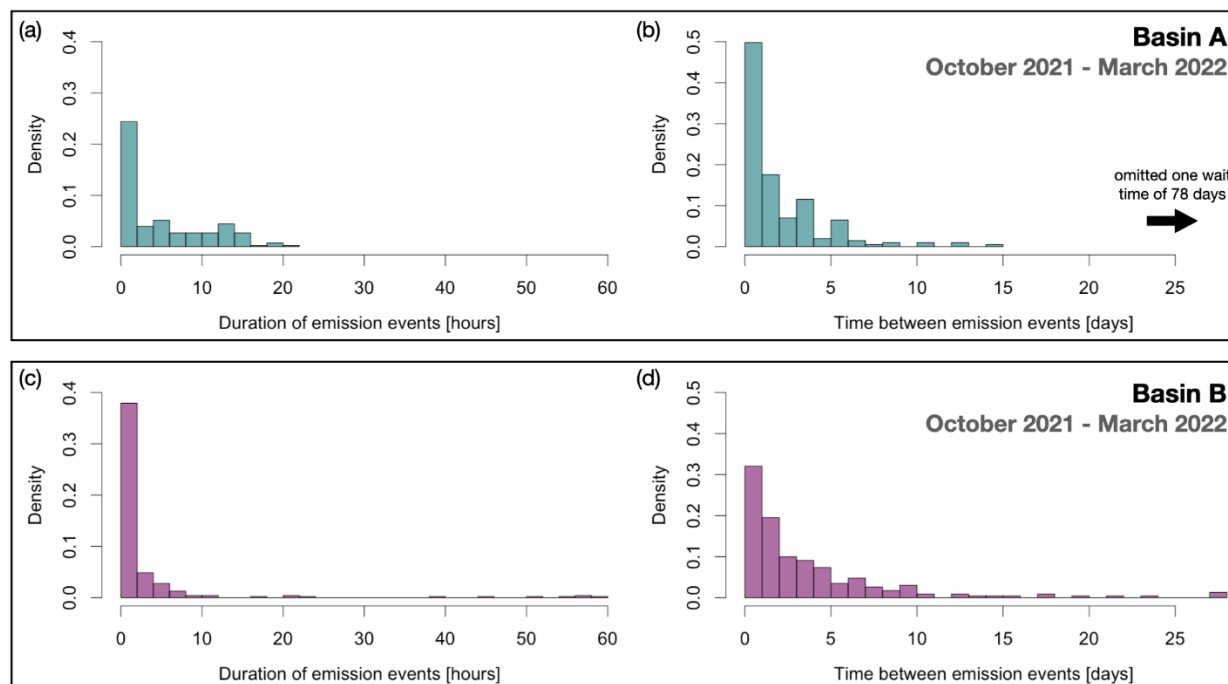 (a)
0.4
0.3
0.2
0.1
0.0
Density
0 10 20 30 40 50 60
Duration of emission events [hours]
(b)
Basin A
October 2021 - March 2022
0.5
0.4
0.3
0.2
0.1
0.0
Density
omitted one wait
time of 78 days
0 5 10 15 20 25
Time between emission events [days]
(c)
0.4
0.3
0.2
0.1
0.0
Density
0 10 20 30 40 50 60
Duration of emission events [hours]
(d)
Basin B
October 2021 - March 2022
0.5
0.4
0.3
0.2
0.1
0.0
Density
0 5 10 15 20 25
Time between emission events [days]